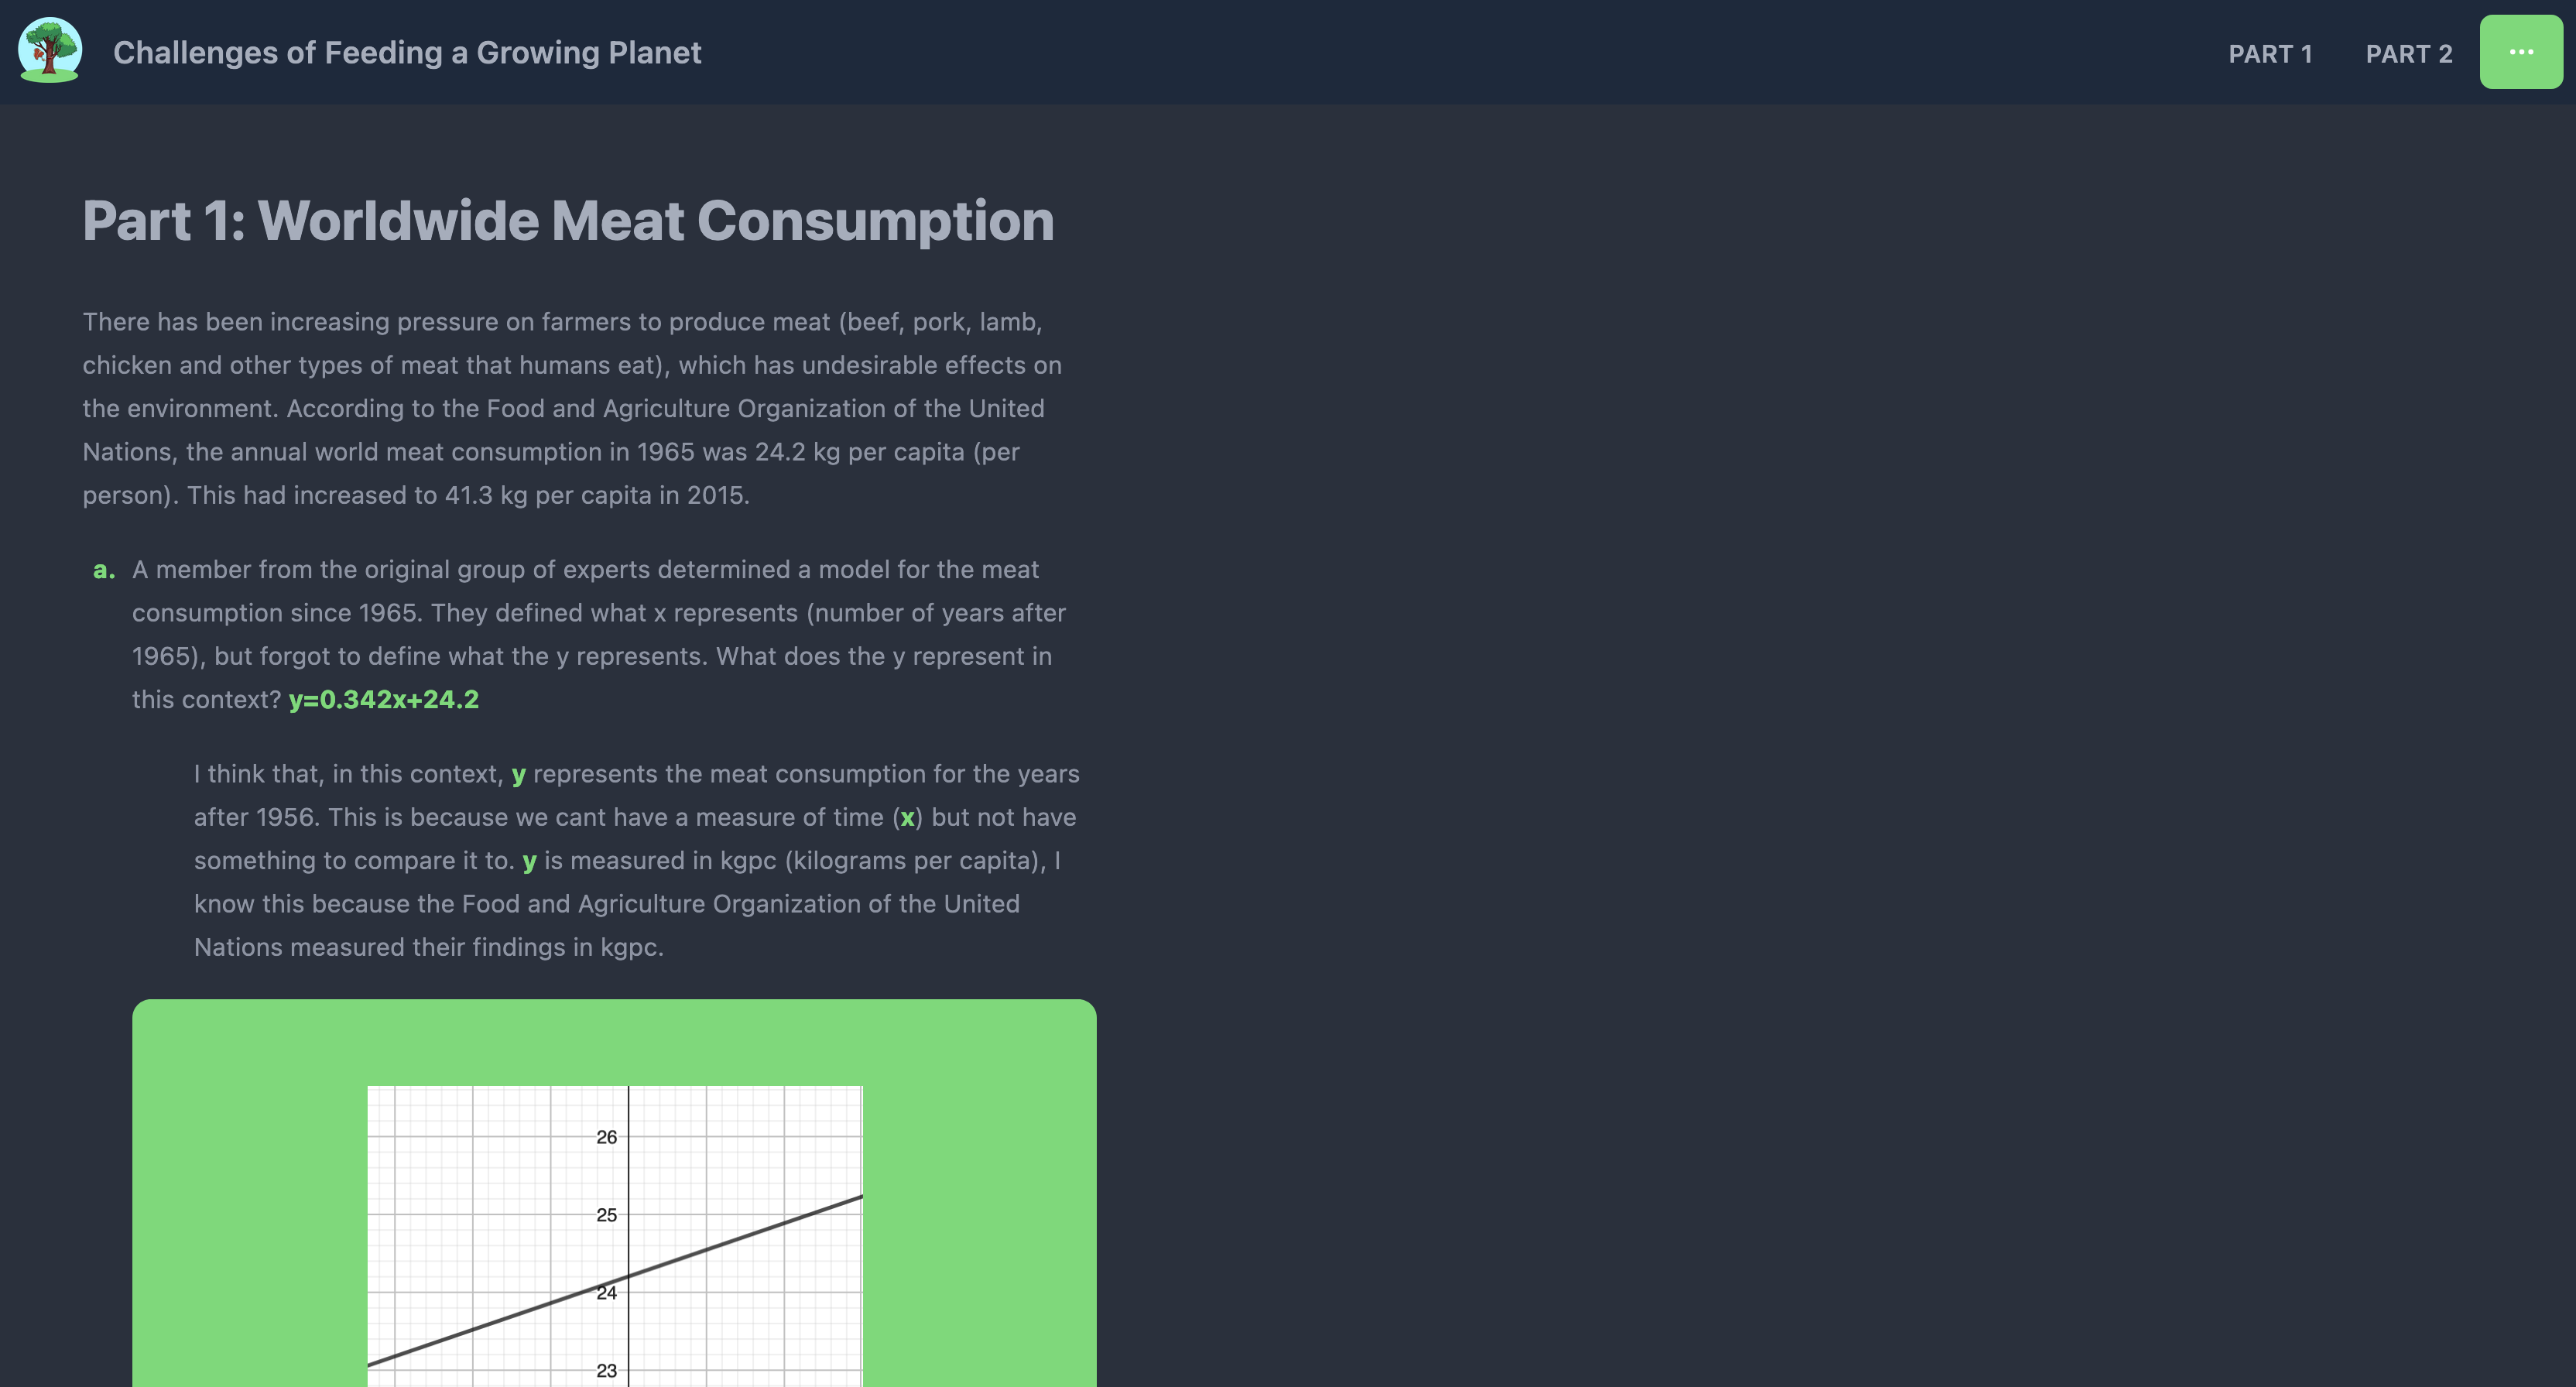 Challenges of Feeding a Growing Planet
PART 1
PART 2
Part 1: Worldwide Meat Consumption
There has been increasing pressure on farmers to produce meat (beef, pork, lamb,
chicken and other types of meat that humans eat), which has undesirable effects on
the environment. According to the Food and Agriculture Organization of the United
Nations, the annual world meat consumption in 1965 was 24.2 kg per capita (per
person). This had increased to 41.3 kg per capita in 2015.
a. A member from the original group of experts determined a model for the meat
consumption since 1965. They defined what x represents (number of years after
1965), but forgot to define what the y represents. What does the y represent in
this context? y=0.342x+24.2
I think that, in this context, y represents the meat consumption for the years
after 1956. This is because we cant have a measure of time (x) but not have
something to compare it to. y is measured in kgpc (kilograms per capita), I
know this because the Food and Agriculture Organization of the United
Nations measured their findings in kgpc.
26
25
24
23